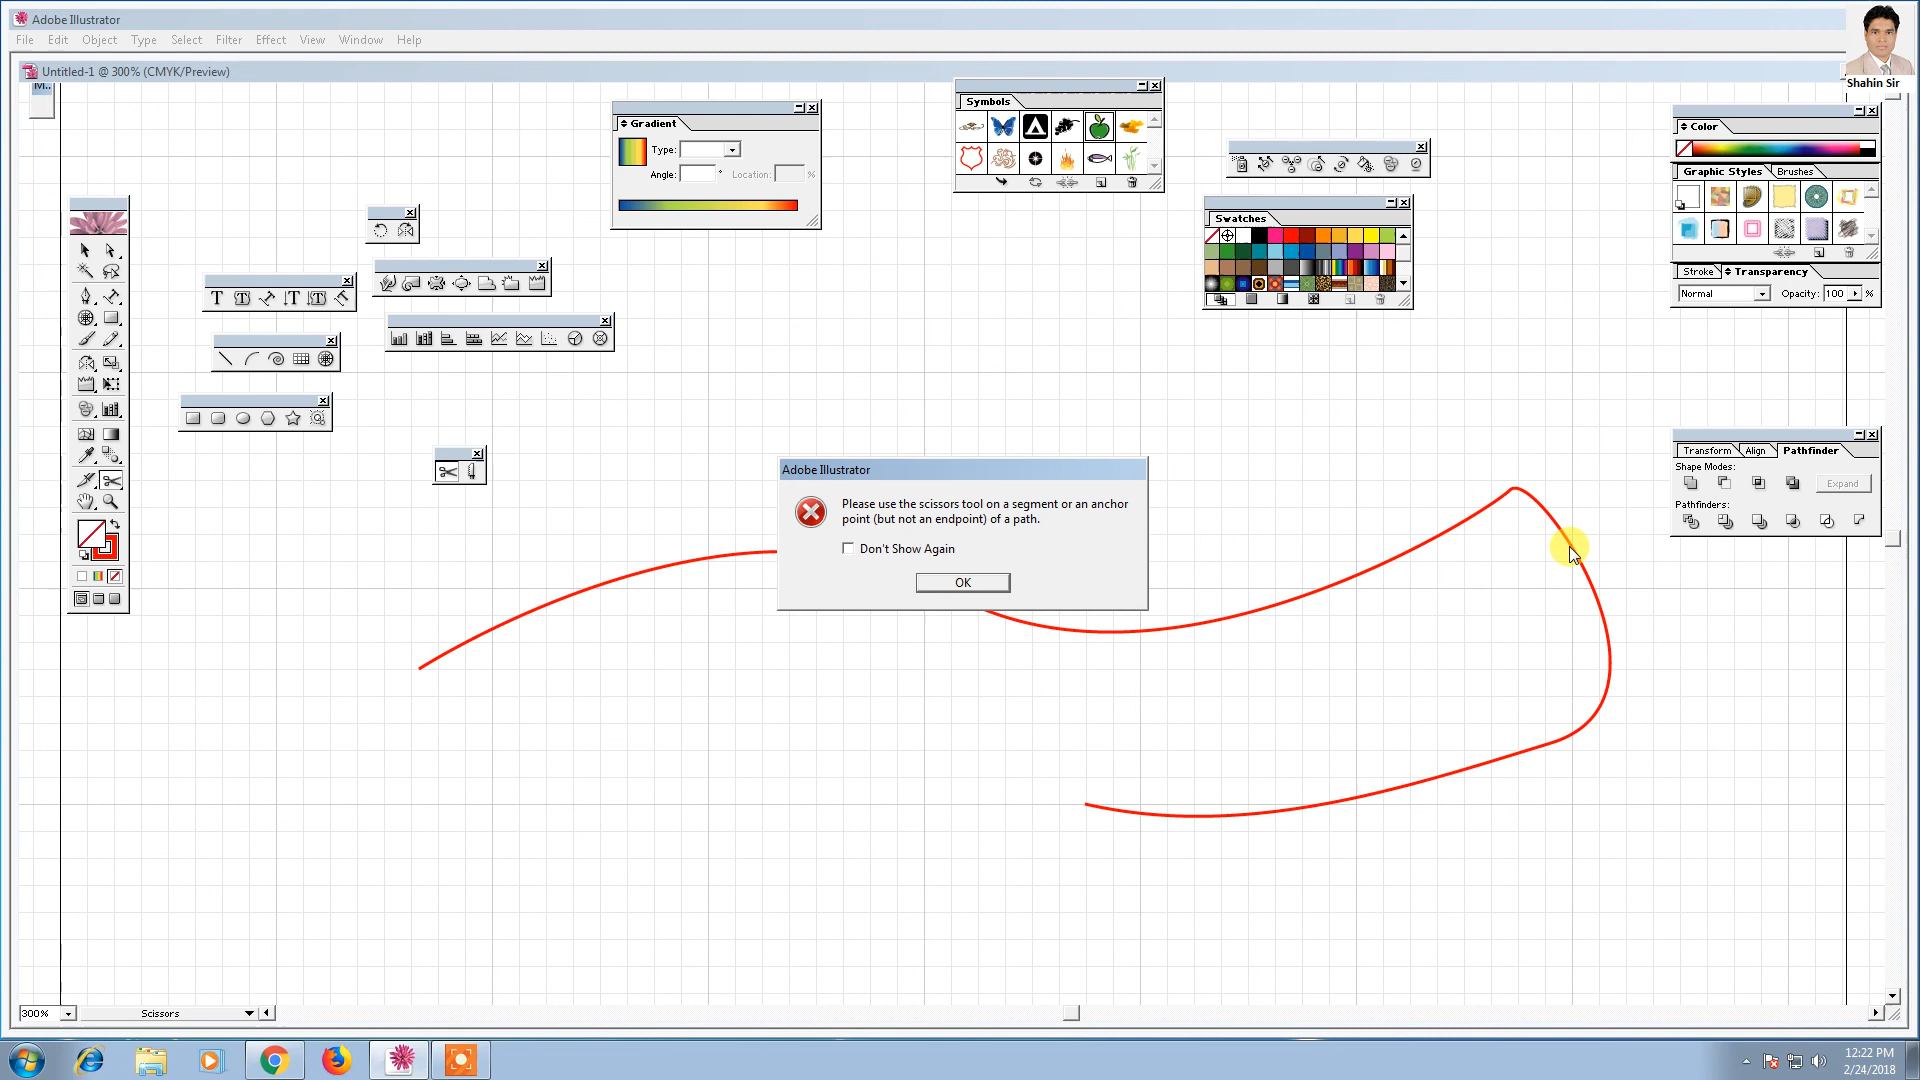 Adobe Illustrator
File Edit Object Type Select Filter Effect View Window Help
Shahin Sir
Untitled-1 @ 300% (CMYK/Preview)
M..
Symbols
Gradient
Type:
Angle: ° Location: %
Color
Graphic Styles Brushes
Swatches
Stroke Transparency
Normal Opacity: 100 %
Transform Align Pathfinder
Shape Modes:
Expand
Pathfinders:
Adobe Illustrator
Please use the scissors tool on a segment or an anchor
point (but not an endpoint) of a path.
Don't Show Again
OK
300% Scissors
12:22 PM
2/24/2018